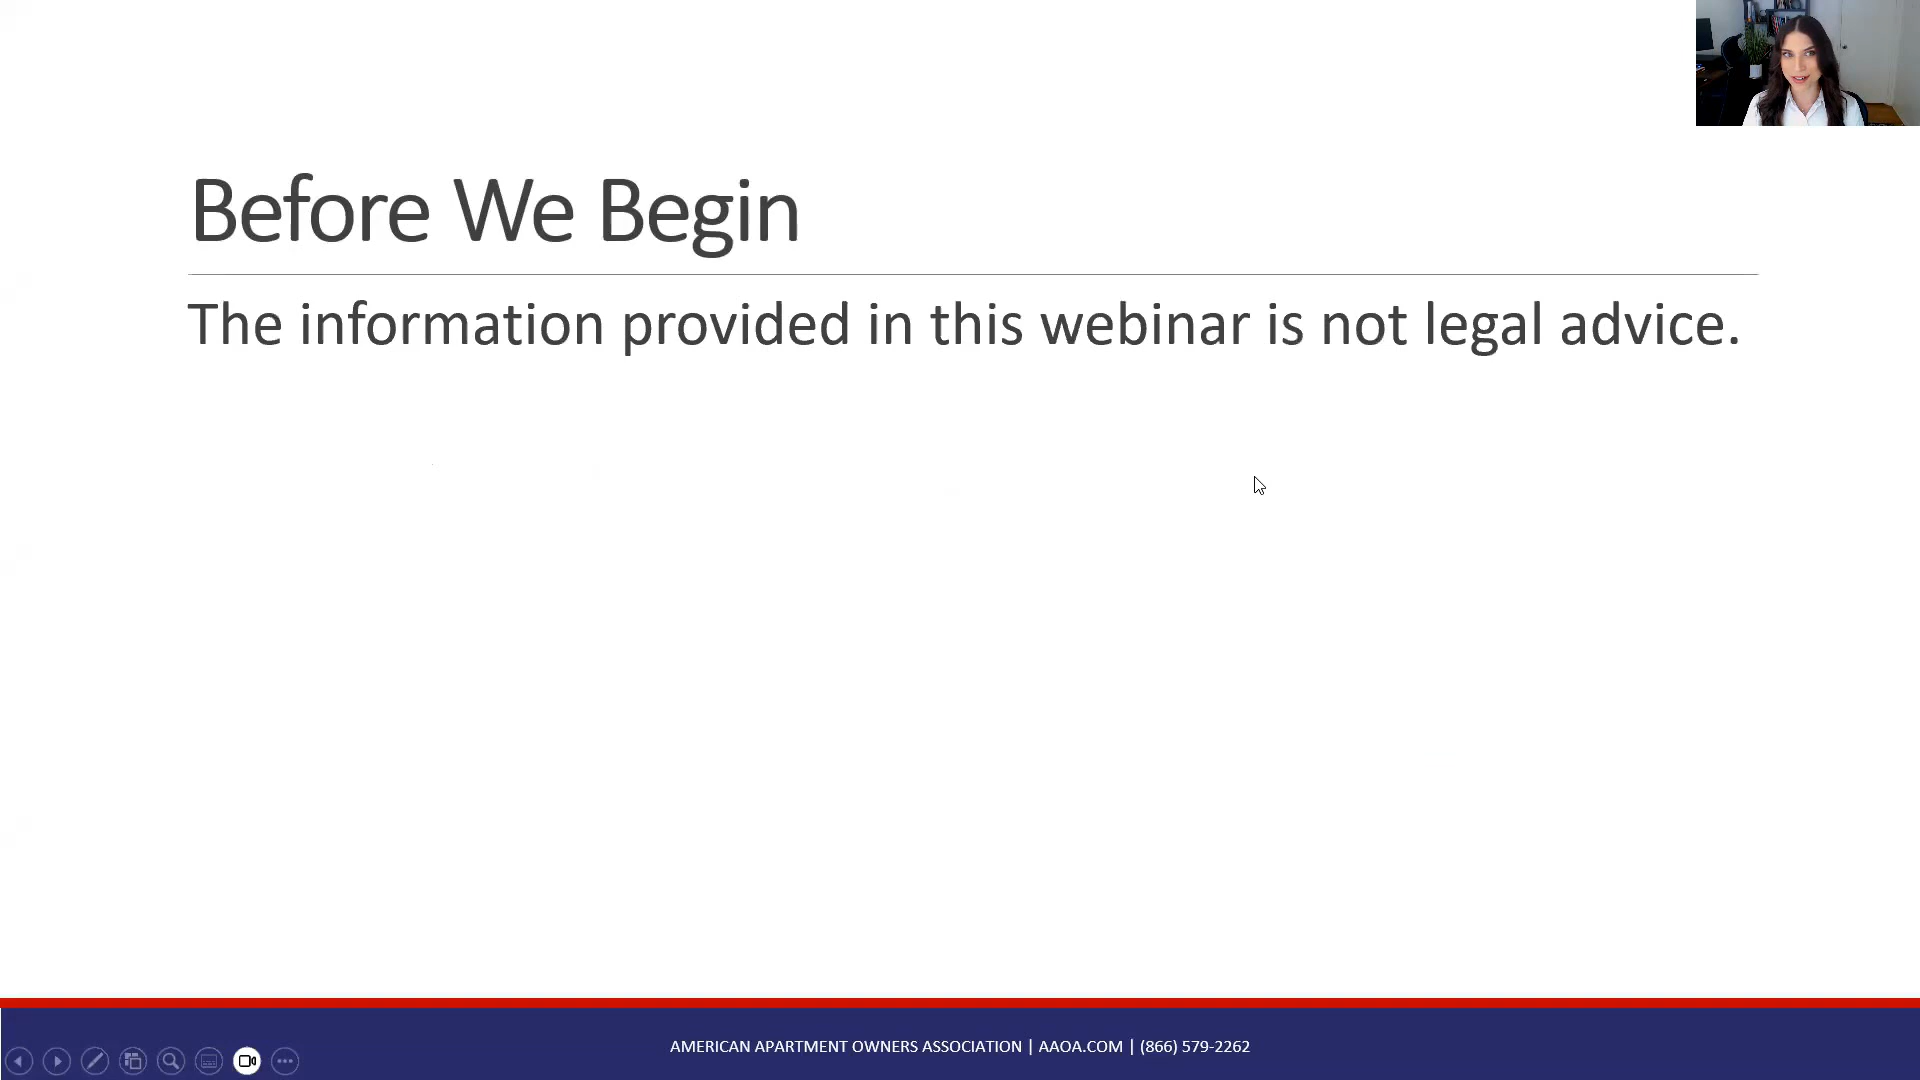 Before We Begin
The information provided in this webinar is not legal advice.
AMERICAN APARTMENT OWNERS ASSOCIATION | AAOA.COM | (866) 579-2262